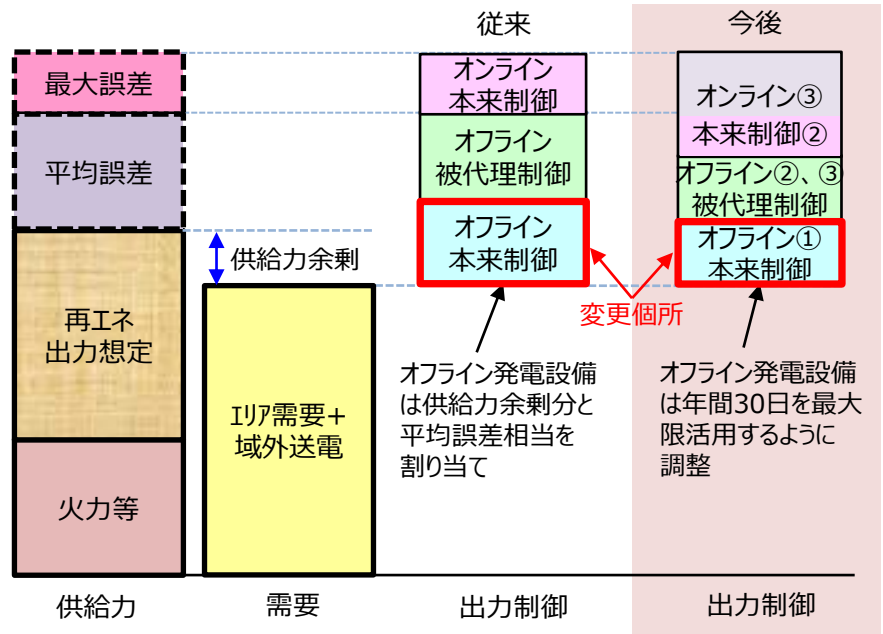 従来
今後
最大誤差
平均誤差
再エネ
出力想定
火力等
供給力余剰
エリア需要+
域外送電
オンライン
本来制御
オフライン
被代理制御
オフライン
本来制御
オンライン③
本来制御②
オフライン②、③
被代理制御
オフライン①
本来制御
変更個所
オフライン発電設備
は供給力余剰分と
平均誤差相当を
割り当て
オフライン発電設備
は年間30日を最大
限活用するように
調整
供給力
需要
出力制御
出力制御